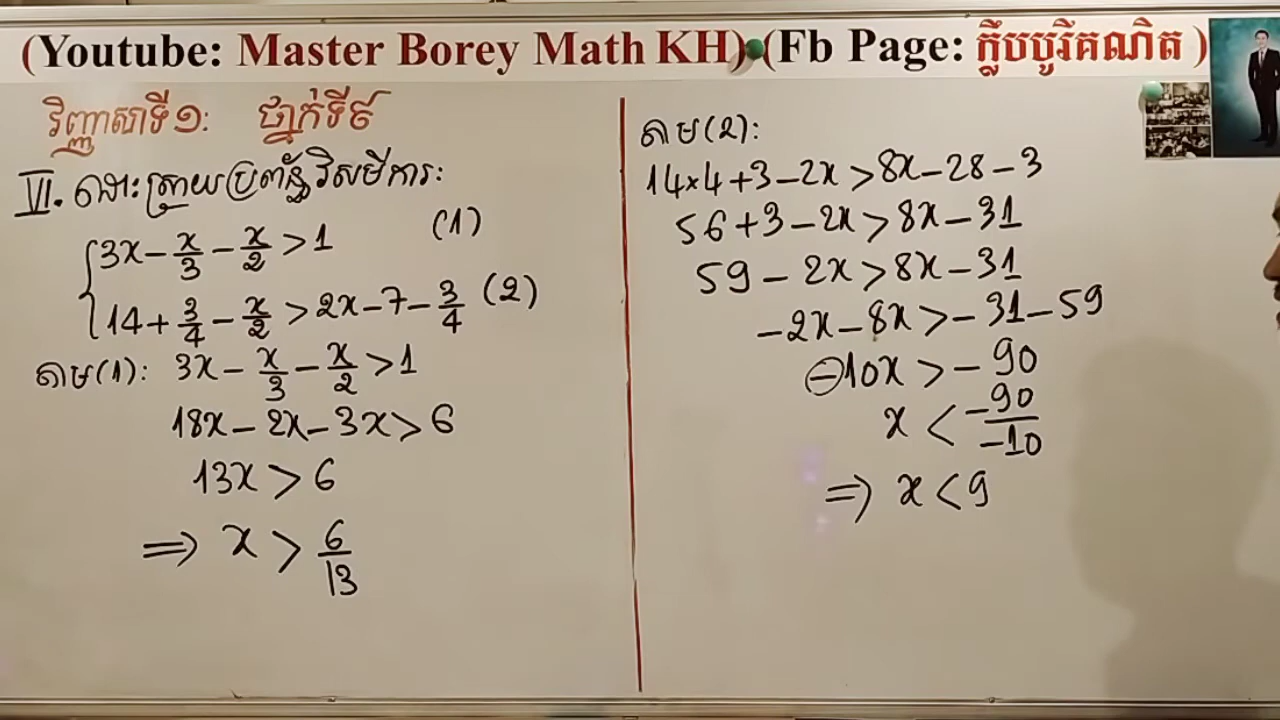 (Youtube: Master Borey Math KH) (Fb Page: ក្លឹបបូរីគណិត )
វិញ្ញាសាទី១: ថ្នាក់ទី៩
VI. ដោះស្រាយប្រព័ន្ធវិសមីការ:
{3x - x/3 - x/2 > 1 (1)
14 + 3/4 - x/2 > 2x - 7 - 3/4 (2)
តាម(1): 3x - x/3 - x/2 > 1
18x - 2x - 3x > 6
13x > 6
⟹ x > 6/13
តាម(2):
14×4 + 3 - 2x > 8x - 28 - 3
56 + 3 - 2x > 8x - 31
59 - 2x > 8x - 31
-2x - 8x > -31 - 59
-10x > -90
x < -90/-10
⟹ x < 9